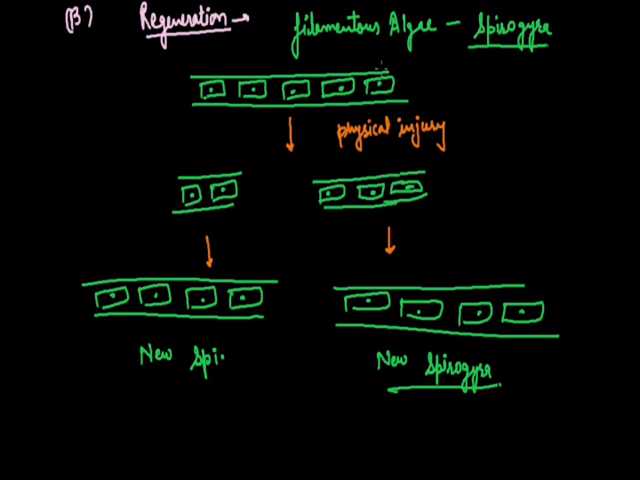 (B) Regeneration → filamentous Algae - Spirogyra
physical injury
New Spi.
New Spirogyra